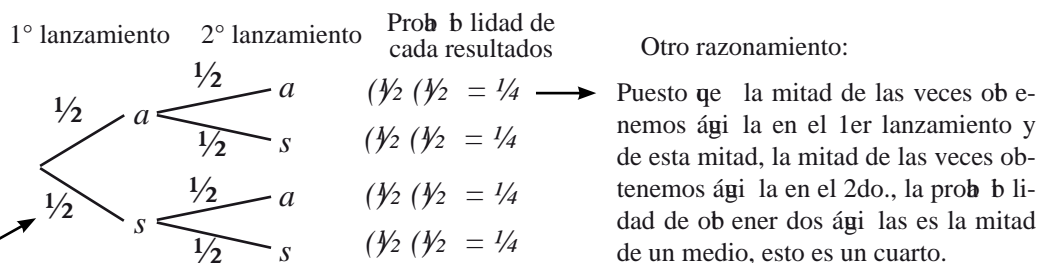 1° lanzamiento 2° lanzamiento Probabilidad de
cada resultados
½ ½ a (½)(½) = ¼
a
½ s (½)(½) = ¼
½ ½ a (½)(½) = ¼
s
½ s (½)(½) = ¼
Otro razonamiento:
Puesto que la mitad de las veces obte-
nemos águila en el 1er lanzamiento y
de esta mitad, la mitad de las veces ob-
tenemos águila en el 2do., la probabili-
dad de obtener dos águilas es la mitad
de un medio, esto es un cuarto.